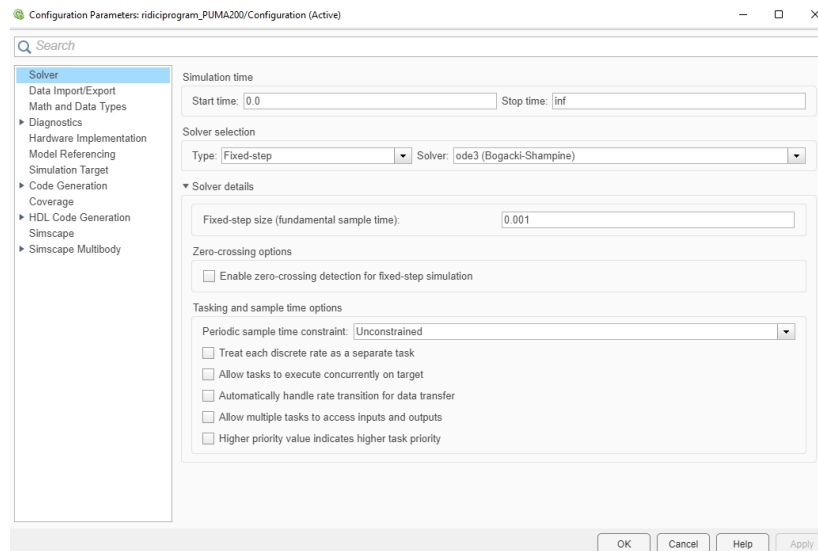 Configuration Parameters: ridiciprogram_PUMA200/Configuration (Active)
Search
Solver
Data Import/Export
Math and Data Types
Diagnostics
Hardware Implementation
Model Referencing
Simulation Target
Code Generation
Coverage
HDL Code Generation
Simscape
Simscape Multibody
Simulation time
Start time: 0.0 Stop time: inf
Solver selection
Type: Fixed-step Solver: ode3 (Bogacki-Shampine)
Solver details
Fixed-step size (fundamental sample time): 0.001
Zero-crossing options
Enable zero-crossing detection for fixed-step simulation
Tasking and sample time options
Periodic sample time constraint: Unconstrained
Treat each discrete rate as a separate task
Allow tasks to execute concurrently on target
Automatically handle rate transition for data transfer
Allow multiple tasks to access inputs and outputs
Higher priority value indicates higher task priority
OK Cancel Help Apply